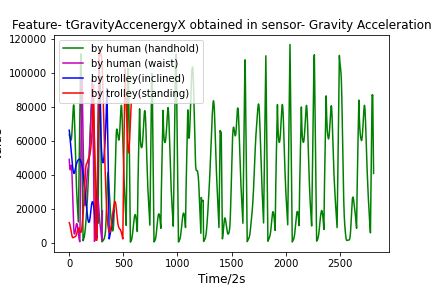 Feature- tGravityAccenergyX obtained in sensor- Gravity Acceleration
120000
100000
80000
60000
40000
20000
0
by human (handhold)
by human (waist)
by trolley(inclined)
by trolley(standing)
0 500 1000 1500 2000 2500
Time/2s